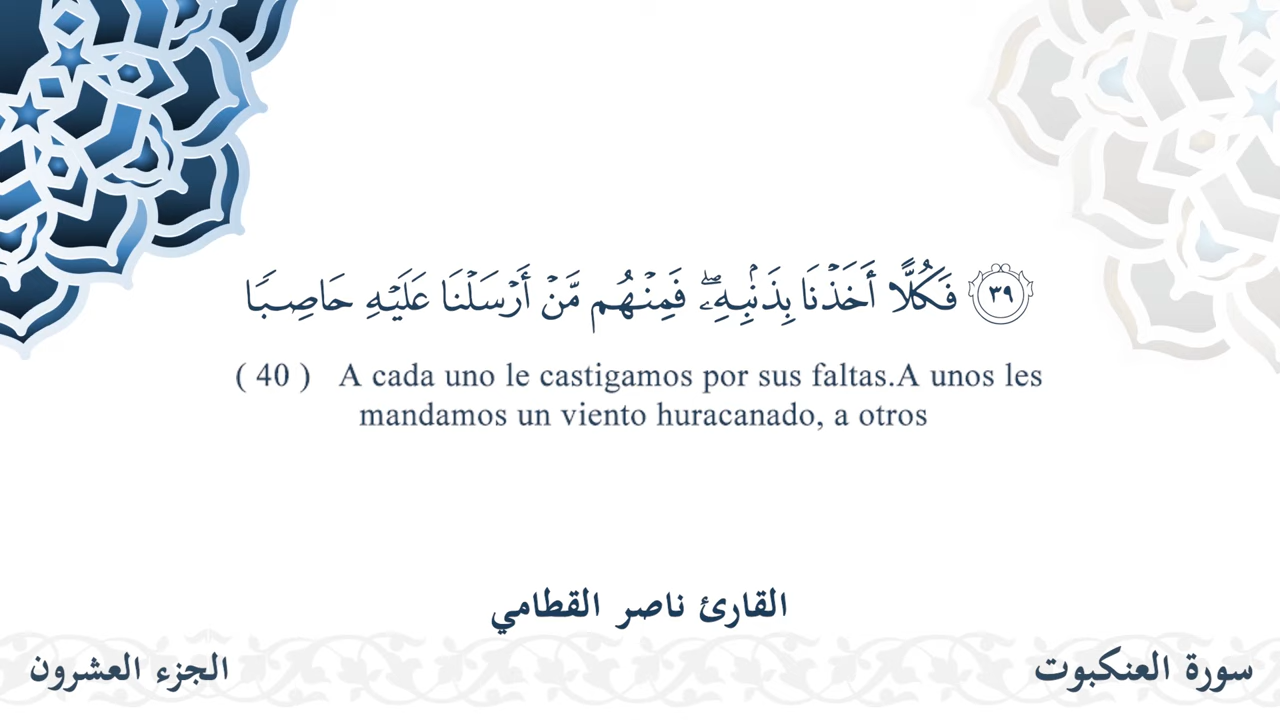 ۝٣٩ فَكُلًّا أَخَذْنَا بِذَنۢبِهِۦۖ فَمِنْهُم مَّنْ أَرْسَلْنَا عَلَيْهِ حَاصِبًا
( 40 ) A cada uno le castigamos por sus faltas.A unos les
mandamos un viento huracanado, a otros
القارئ ناصر القطامي
سورة العنكبوت
الجزء العشرون